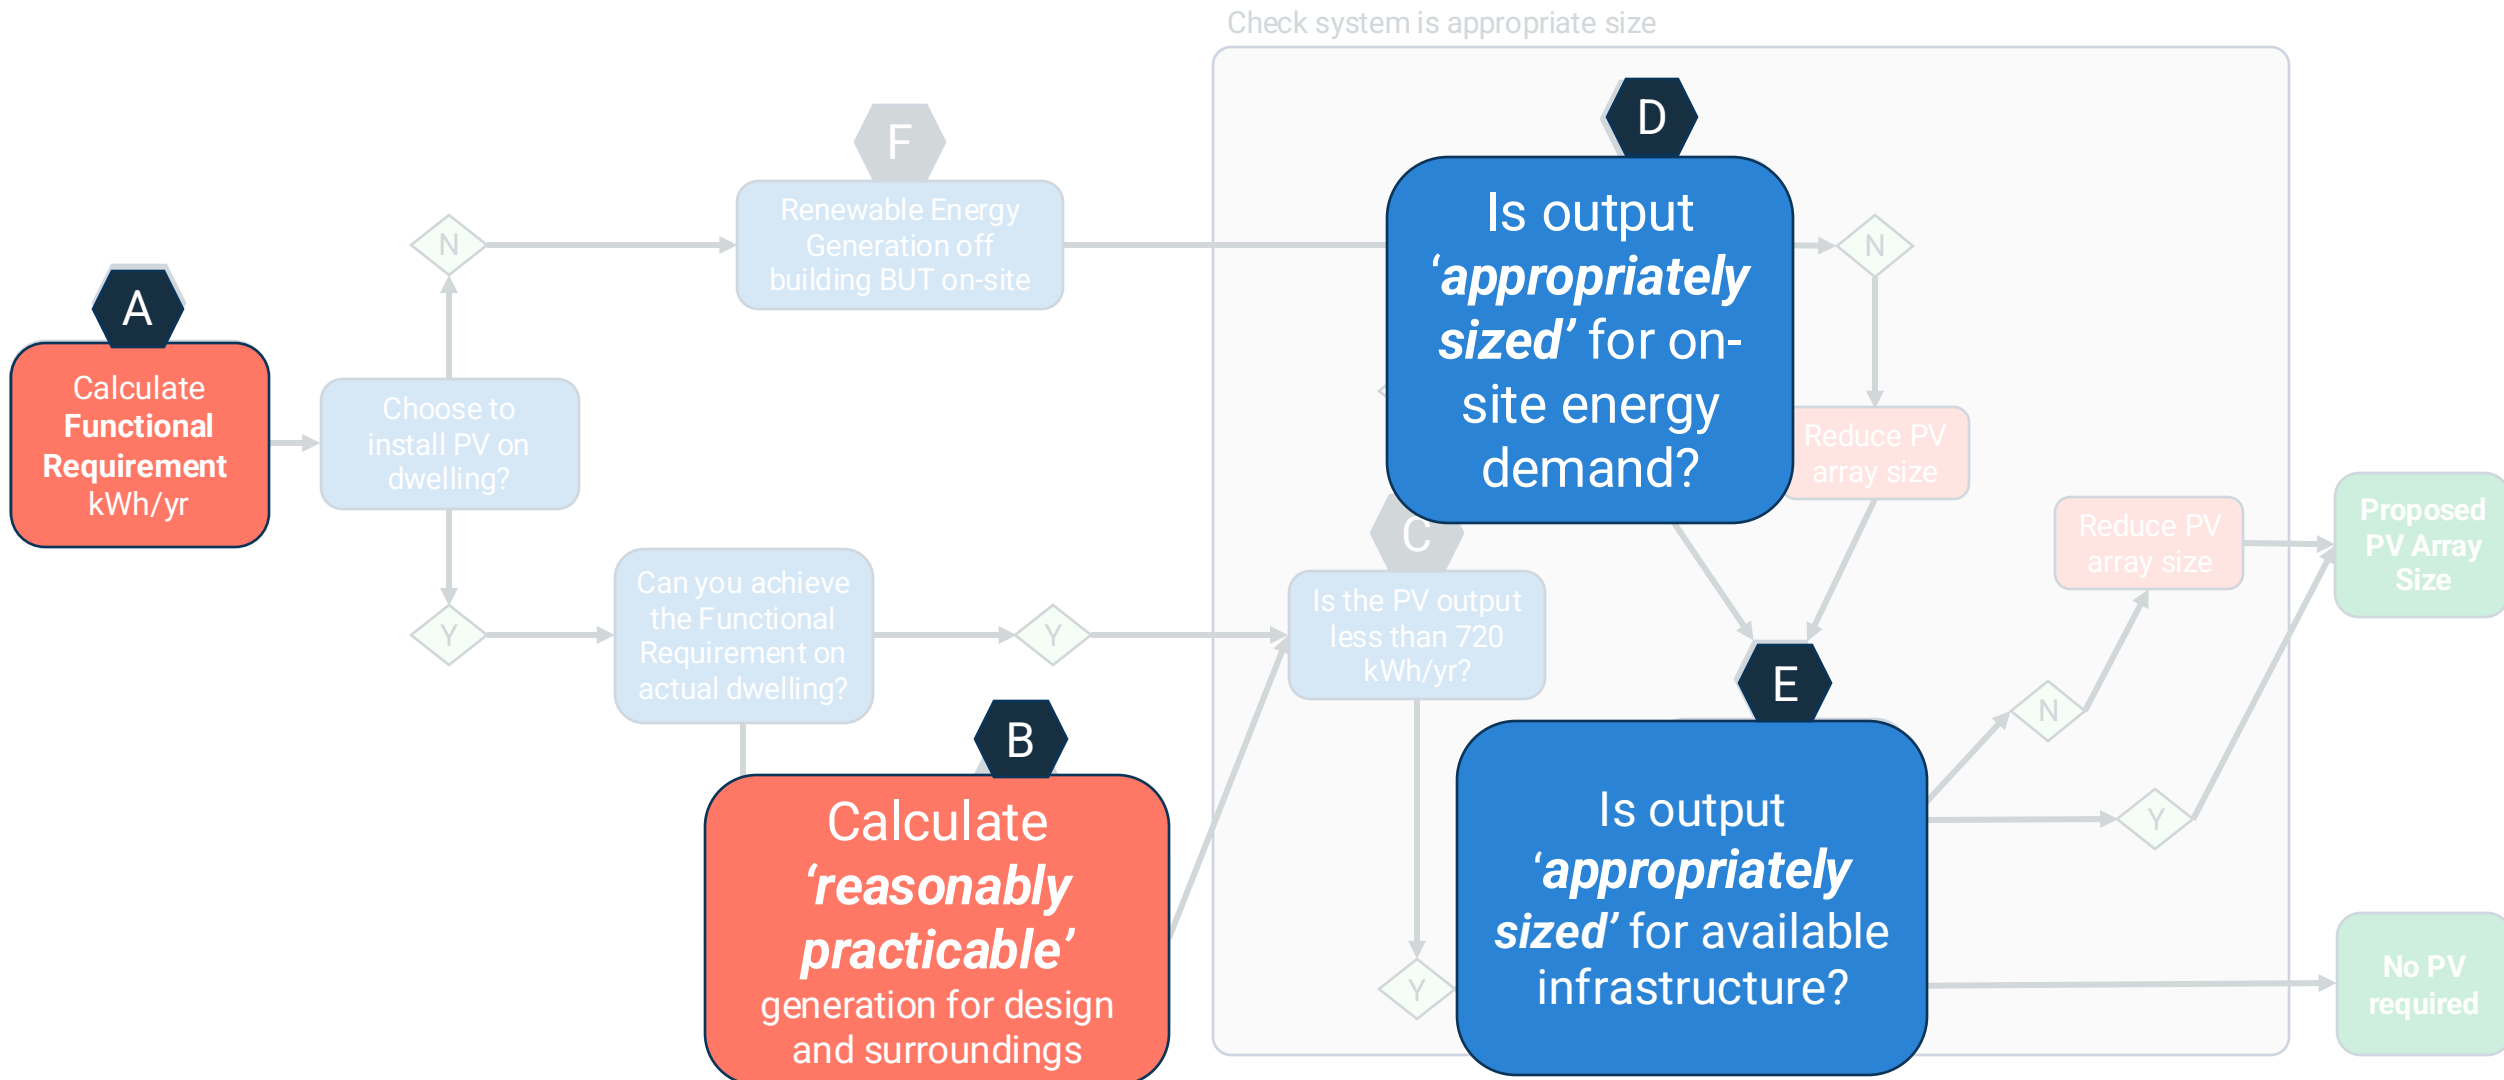 Check system is appropriate size
D
Is output
‘appropriately
sized’ for on-
site energy
demand?
F
Renewable Energy
Generation off
building BUT on-site
N
N
A
Calculate
Functional
Requirement
kWh/yr
Choose to
install PV on
dwelling?
Reduce PV
array size
Reduce PV
array size
Proposed
PV Array
Size
C
Is the PV output
less than 720
kWh/yr?
Can you achieve
the Functional
Requirement on
actual dwelling?
Y
Y
E
Is output
‘appropriately
sized’ for available
infrastructure?
N
Y
B
Calculate
‘reasonably
practicable’
generation for design
and surroundings
Y
No PV
required